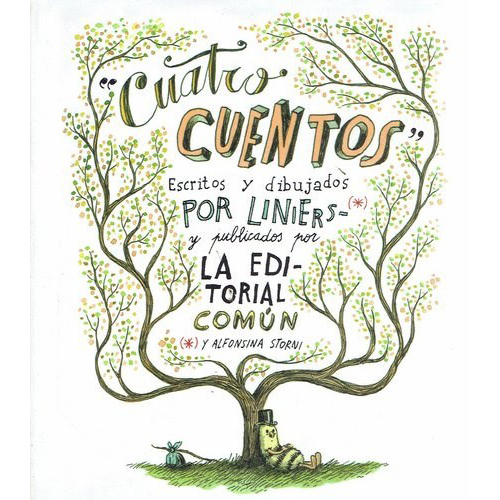 “Cuatro
CUENTOS”
Escritos y dibujados
POR LINIERS-(*)
y publicados por
LA EDI-
TORIAL
COMÚN
(*) Y ALFONSINA STORNI